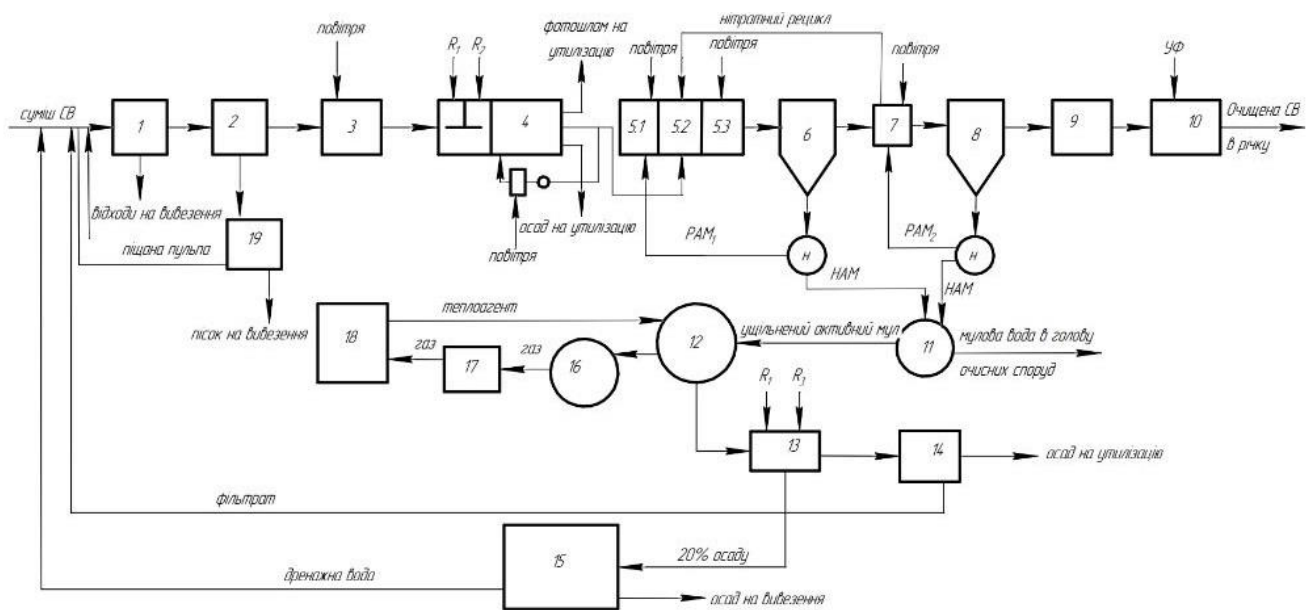 нітратний рецикл
фотошлам на
утилізацію
повітря
R₁
R₂
повітря
повітря
повітря
УФ
суміш СВ
1
2
3
4
5.1
5.2
5.3
6
7
8
9
10
Очищена СВ
в річку
відходи на вивезення
19
піщана пульпа
осад на утилізацію
повітря
РАМ₁
н
РАМ₂
н
НАМ
НАМ
пісок на вивезення
теплоагент
18
газ
17
газ
16
12
ущільнений активний мул
11
мулова вода в голову
очисних споруд
R₁
R₃
13
14
осад на утилізацію
фільтрат
15
20% осаду
дренажна вода
осад на вивезення